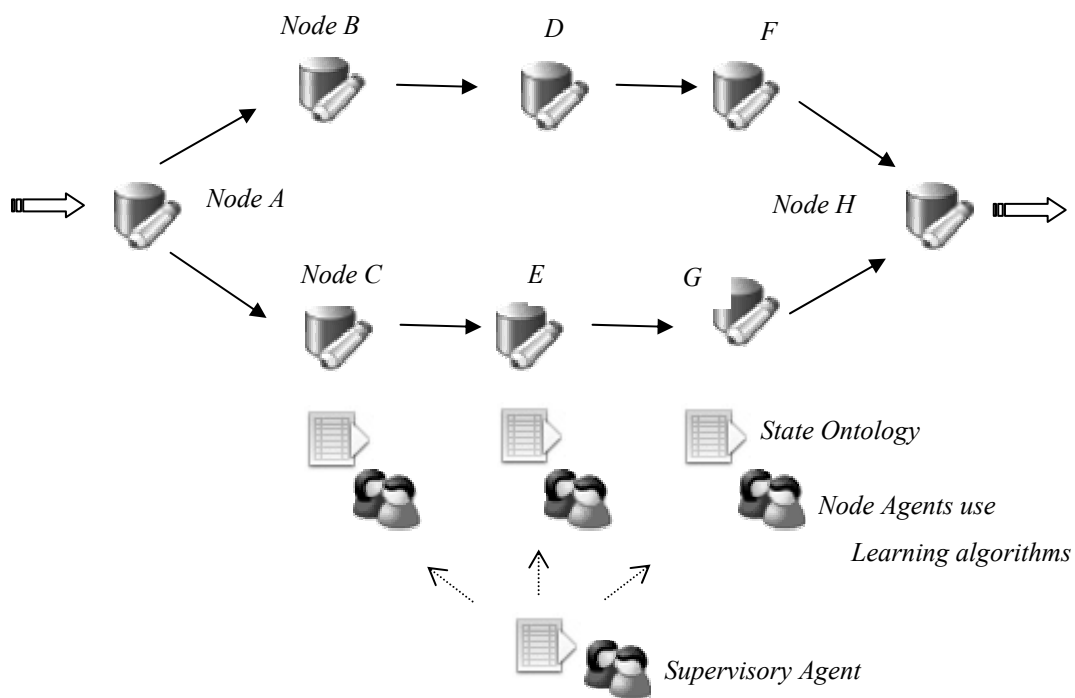 Node B
D
F
Node A
Node H
Node C
E
G
State Ontology
Node Agents use
Learning algorithms
Supervisory Agent